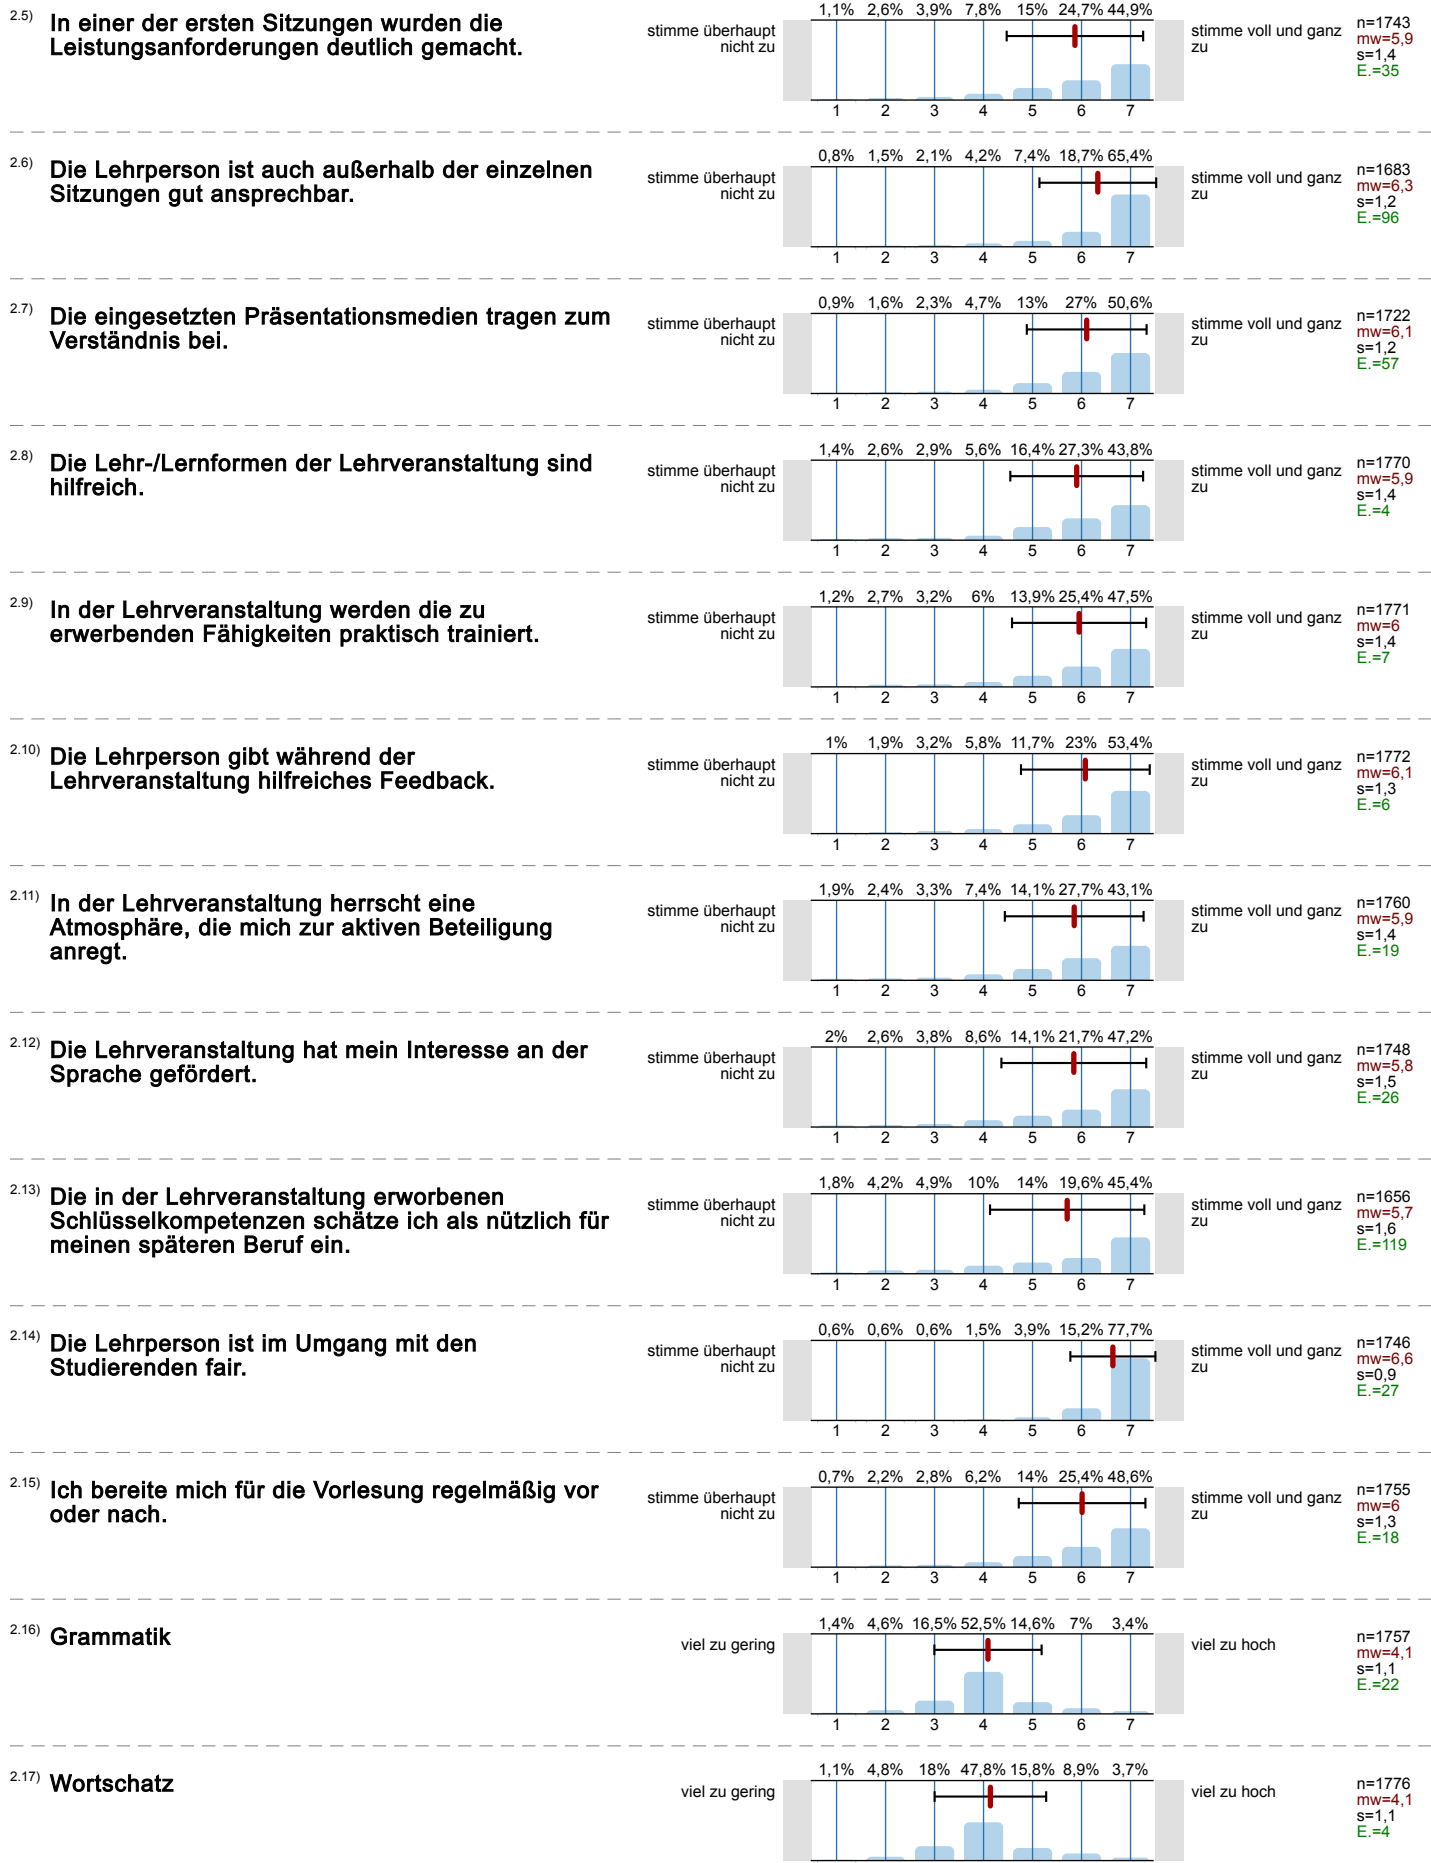 2.5) In einer der ersten Sitzungen wurden die
Leistungsanforderungen deutlich gemacht.
stimme überhaupt
nicht zu
1,1% 2,6% 3,9% 7,8% 15% 24,7% 44,9%
1 2 3 4 5 6 7
stimme voll und ganz
zu
n=1743
mw=5,9
s=1,4
E.=35
2.6) Die Lehrperson ist auch außerhalb der einzelnen
Sitzungen gut ansprechbar.
stimme überhaupt
nicht zu
0,8% 1,5% 2,1% 4,2% 7,4% 18,7% 65,4%
1 2 3 4 5 6 7
stimme voll und ganz
zu
n=1683
mw=6,3
s=1,2
E.=96
2.7) Die eingesetzten Präsentationsmedien tragen zum
Verständnis bei.
stimme überhaupt
nicht zu
0,9% 1,6% 2,3% 4,7% 13% 27% 50,6%
1 2 3 4 5 6 7
stimme voll und ganz
zu
n=1722
mw=6,1
s=1,2
E.=57
2.8) Die Lehr-/Lernformen der Lehrveranstaltung sind
hilfreich.
stimme überhaupt
nicht zu
1,4% 2,6% 2,9% 5,6% 16,4% 27,3% 43,8%
1 2 3 4 5 6 7
stimme voll und ganz
zu
n=1770
mw=5,9
s=1,4
E.=4
2.9) In der Lehrveranstaltung werden die zu
erwerbenden Fähigkeiten praktisch trainiert.
stimme überhaupt
nicht zu
1,2% 2,7% 3,2% 6% 13,9% 25,4% 47,5%
1 2 3 4 5 6 7
stimme voll und ganz
zu
n=1771
mw=6
s=1,4
E.=7
2.10) Die Lehrperson gibt während der
Lehrveranstaltung hilfreiches Feedback.
stimme überhaupt
nicht zu
1% 1,9% 3,2% 5,8% 11,7% 23% 53,4%
1 2 3 4 5 6 7
stimme voll und ganz
zu
n=1772
mw=6,1
s=1,3
E.=6
2.11) In der Lehrveranstaltung herrscht eine
Atmosphäre, die mich zur aktiven Beteiligung
anregt.
stimme überhaupt
nicht zu
1,9% 2,4% 3,3% 7,4% 14,1% 27,7% 43,1%
1 2 3 4 5 6 7
stimme voll und ganz
zu
n=1760
mw=5,9
s=1,4
E.=19
2.12) Die Lehrveranstaltung hat mein Interesse an der
Sprache gefördert.
stimme überhaupt
nicht zu
2% 2,6% 3,8% 8,6% 14,1% 21,7% 47,2%
1 2 3 4 5 6 7
stimme voll und ganz
zu
n=1748
mw=5,8
s=1,5
E.=26
2.13) Die in der Lehrveranstaltung erworbenen
Schlüsselkompetenzen schätze ich als nützlich für
meinen späteren Beruf ein.
stimme überhaupt
nicht zu
1,8% 4,2% 4,9% 10% 14% 19,6% 45,4%
1 2 3 4 5 6 7
stimme voll und ganz
zu
n=1656
mw=5,7
s=1,6
E.=119
2.14) Die Lehrperson ist im Umgang mit den
Studierenden fair.
stimme überhaupt
nicht zu
0,6% 0,6% 0,6% 1,5% 3,9% 15,2% 77,7%
1 2 3 4 5 6 7
stimme voll und ganz
zu
n=1746
mw=6,6
s=0,9
E.=27
2.15) Ich bereite mich für die Vorlesung regelmäßig vor
oder nach.
stimme überhaupt
nicht zu
0,7% 2,2% 2,8% 6,2% 14% 25,4% 48,6%
1 2 3 4 5 6 7
stimme voll und ganz
zu
n=1755
mw=6
s=1,3
E.=18
2.16) Grammatik
viel zu gering
1,4% 4,6% 16,5% 52,5% 14,6% 7% 3,4%
1 2 3 4 5 6 7
viel zu hoch
n=1757
mw=4,1
s=1,1
E.=22
2.17) Wortschatz
viel zu gering
1,1% 4,8% 18% 47,8% 15,8% 8,9% 3,7%
viel zu hoch
n=1776
mw=4,1
s=1,1
E.=4